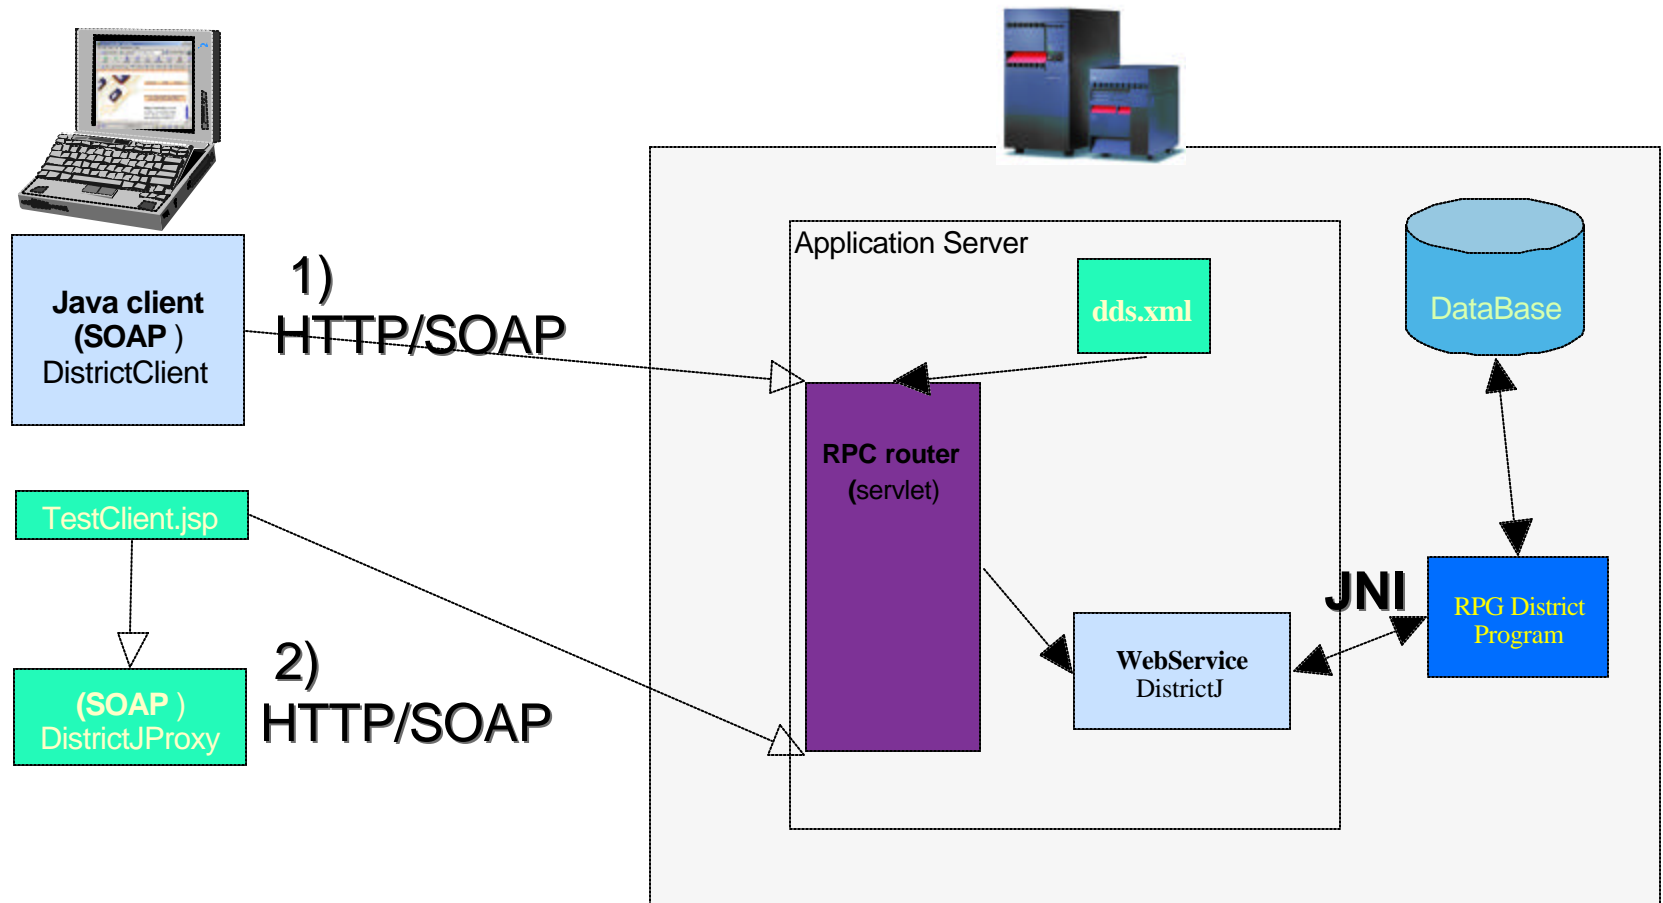 Java client
(SOAP )
DistrictClient
1)
HTTP/SOAP
TestClient.jsp
(SOAP )
DistrictJProxy
2)
HTTP/SOAP
Application Server
dds.xml
RPC router
(servlet)
WebService
DistrictJ
JNI
DataBase
RPG District
Program